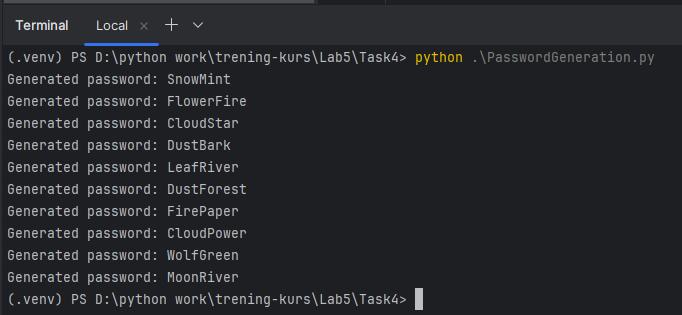 Terminal Local × + ∨
(.venv) PS D:\python work\trening-kurs\Lab5\Task4> python .\PasswordGeneration.py
Generated password: SnowMint
Generated password: FlowerFire
Generated password: CloudStar
Generated password: DustBark
Generated password: LeafRiver
Generated password: DustForest
Generated password: FirePaper
Generated password: CloudPower
Generated password: WolfGreen
Generated password: MoonRiver
(.venv) PS D:\python work\trening-kurs\Lab5\Task4>